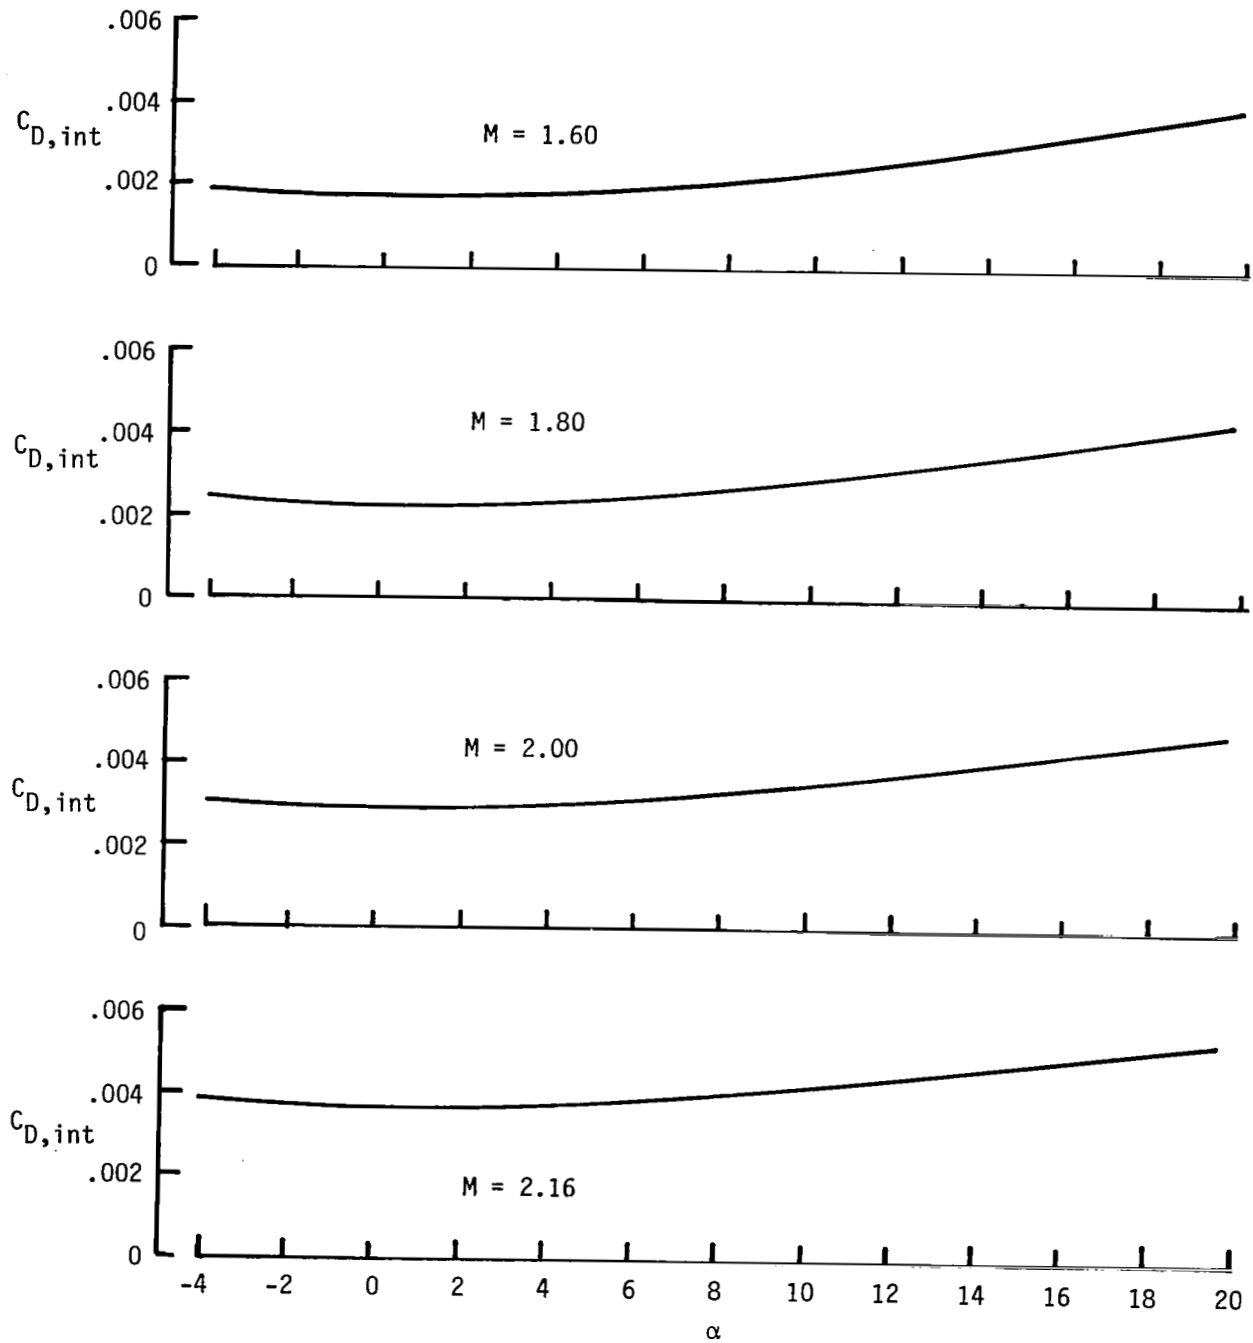 .006
.004
C_D,int
M = 1.60
.002
0
.006
M = 1.80
.004
C_D,int
.002
0
.006
M = 2.00
.004
C_D,int
.002
0
.006
.004
C_D,int
.002
M = 2.16
0
-4 -2 0 2 4 6 8 10 12 14 16 18 20
α